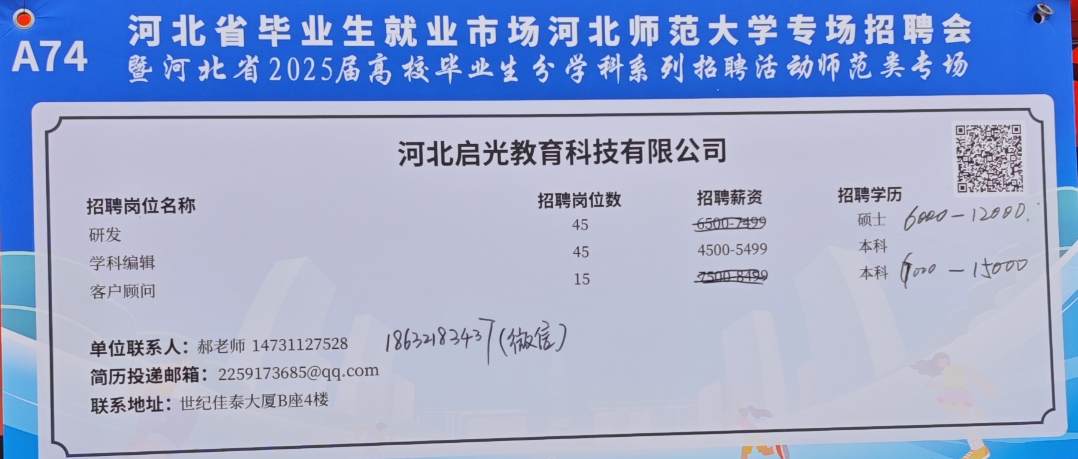 A74
河北省毕业生就业市场河北师范大学专场招聘会
暨河北省2025届高校毕业生分学科系列招聘活动师范类专场
河北启光教育科技有限公司
招聘岗位名称 招聘岗位数 招聘薪资 招聘学历
研发 45 6500-7499 硕士 6000-12000.
学科编辑 45 4500-5499 本科
客户顾问 15 7500-8499 本科 -15000
单位联系人：郝老师 14731127528 (微信)
简历投递邮箱：2259173685@qq.com
联系地址：世纪佳泰大厦B座4楼